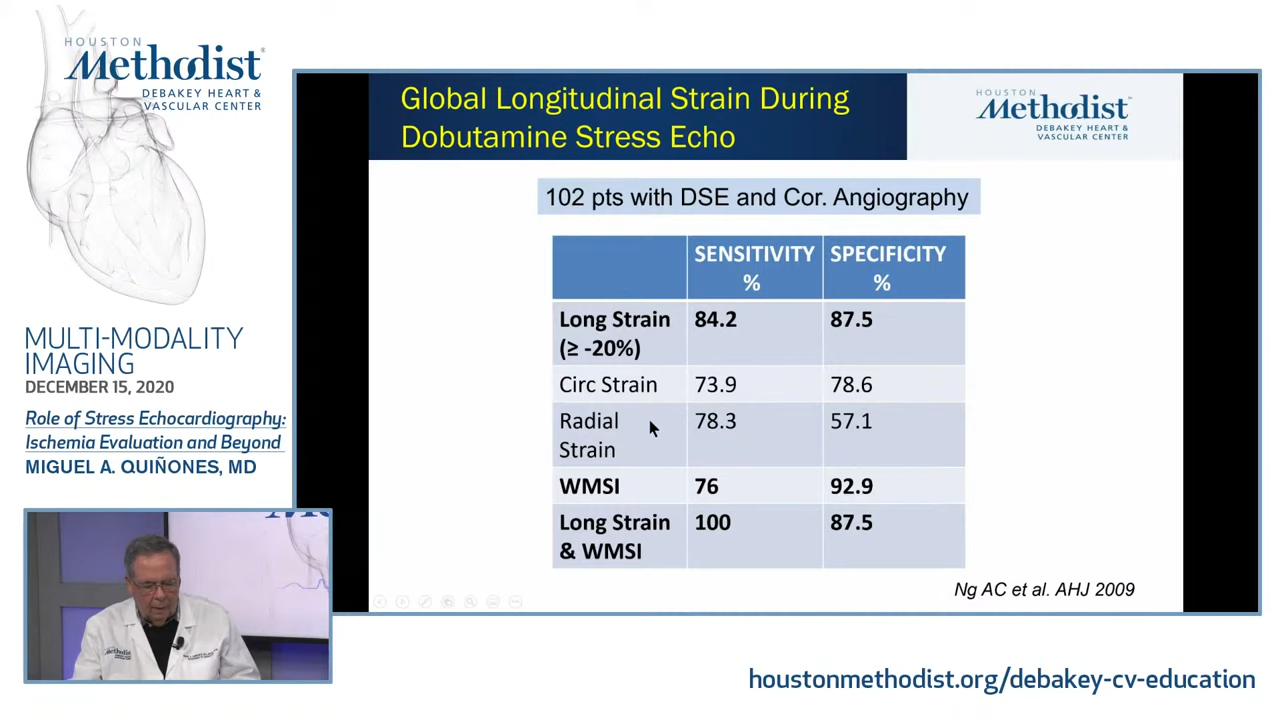 HOUSTON
Methodist
DEBAKEY HEART &
VASCULAR CENTER
MULTI-MODALITY
IMAGING
DECEMBER 15, 2020
Role of Stress Echocardiography:
Ischemia Evaluation and Beyond
MIGUEL A. QUIÑONES, MD
Global Longitudinal Strain During
Dobutamine Stress Echo
HOUSTON
Methodist
DEBAKEY HEART &
VASCULAR CENTER
102 pts with DSE and Cor. Angiography
SENSITIVITY SPECIFICITY
% %
Long Strain 84.2 87.5
(≥ -20%)
Circ Strain 73.9 78.6
Radial 78.3 57.1
Strain
WMSI 76 92.9
Long Strain 100 87.5
& WMSI
Ng AC et al. AHJ 2009
Methodist
houstonmethodist.org/debakey-cv-education